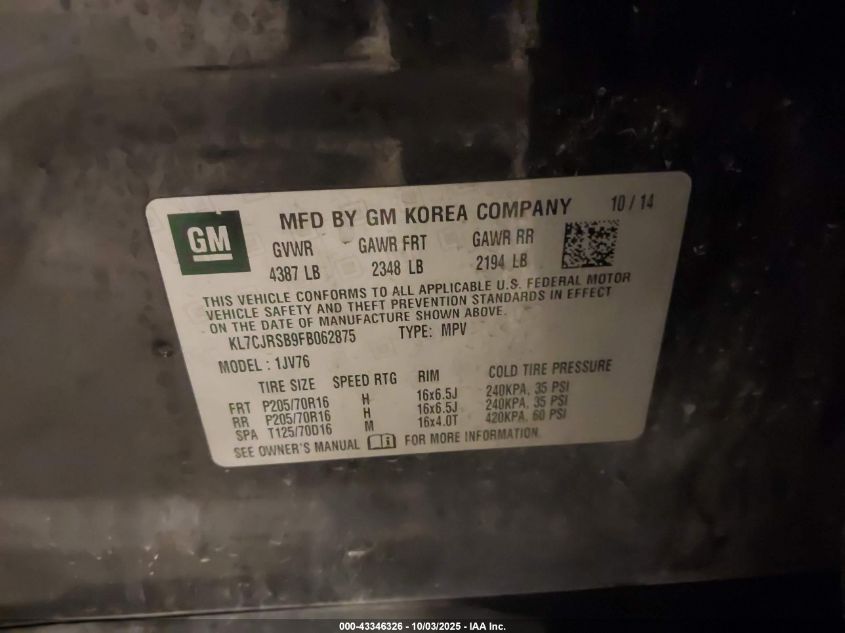 GM
MFD BY GM KOREA COMPANY 10 / 14
GVWR GAWR FRT GAWR RR
4387 LB 2348 LB 2194 LB
THIS VEHICLE CONFORMS TO ALL APPLICABLE U.S. FEDERAL MOTOR
VEHICLE SAFETY AND THEFT PREVENTION STANDARDS IN EFFECT
ON THE DATE OF MANUFACTURE SHOWN ABOVE.
KL7CJRSB9FB062875 TYPE: MPV
MODEL : 1JV76
TIRE SIZE SPEED RTG RIM COLD TIRE PRESSURE
FRT P205/70R16 H 16x6.5J 240KPA, 35 PSI
RR P205/70R16 H 16x6.5J 240KPA, 35 PSI
SPA T125/70D16 M 16x4.0T 420KPA, 60 PSI
SEE OWNER'S MANUAL FOR MORE INFORMATION.
000-43346326 - 10/03/2025 - IAA Inc.